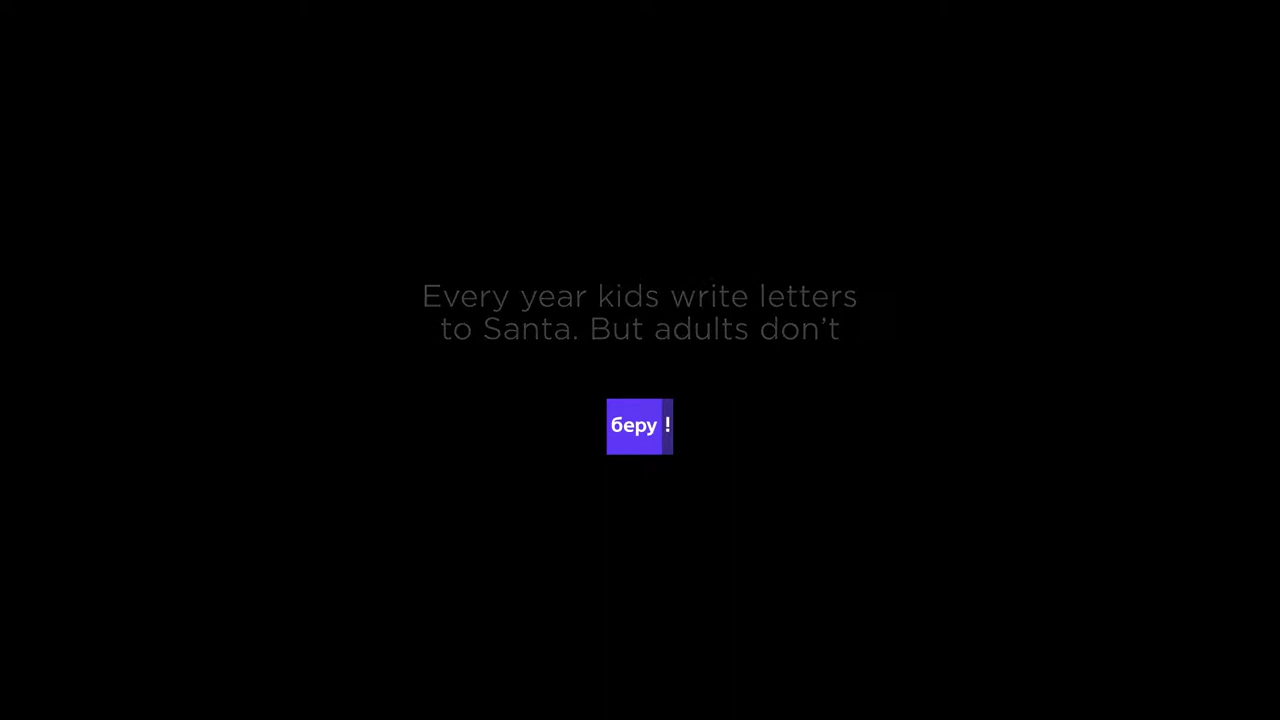 Every year kids write letters
to Santa. But adults don’t
беру !